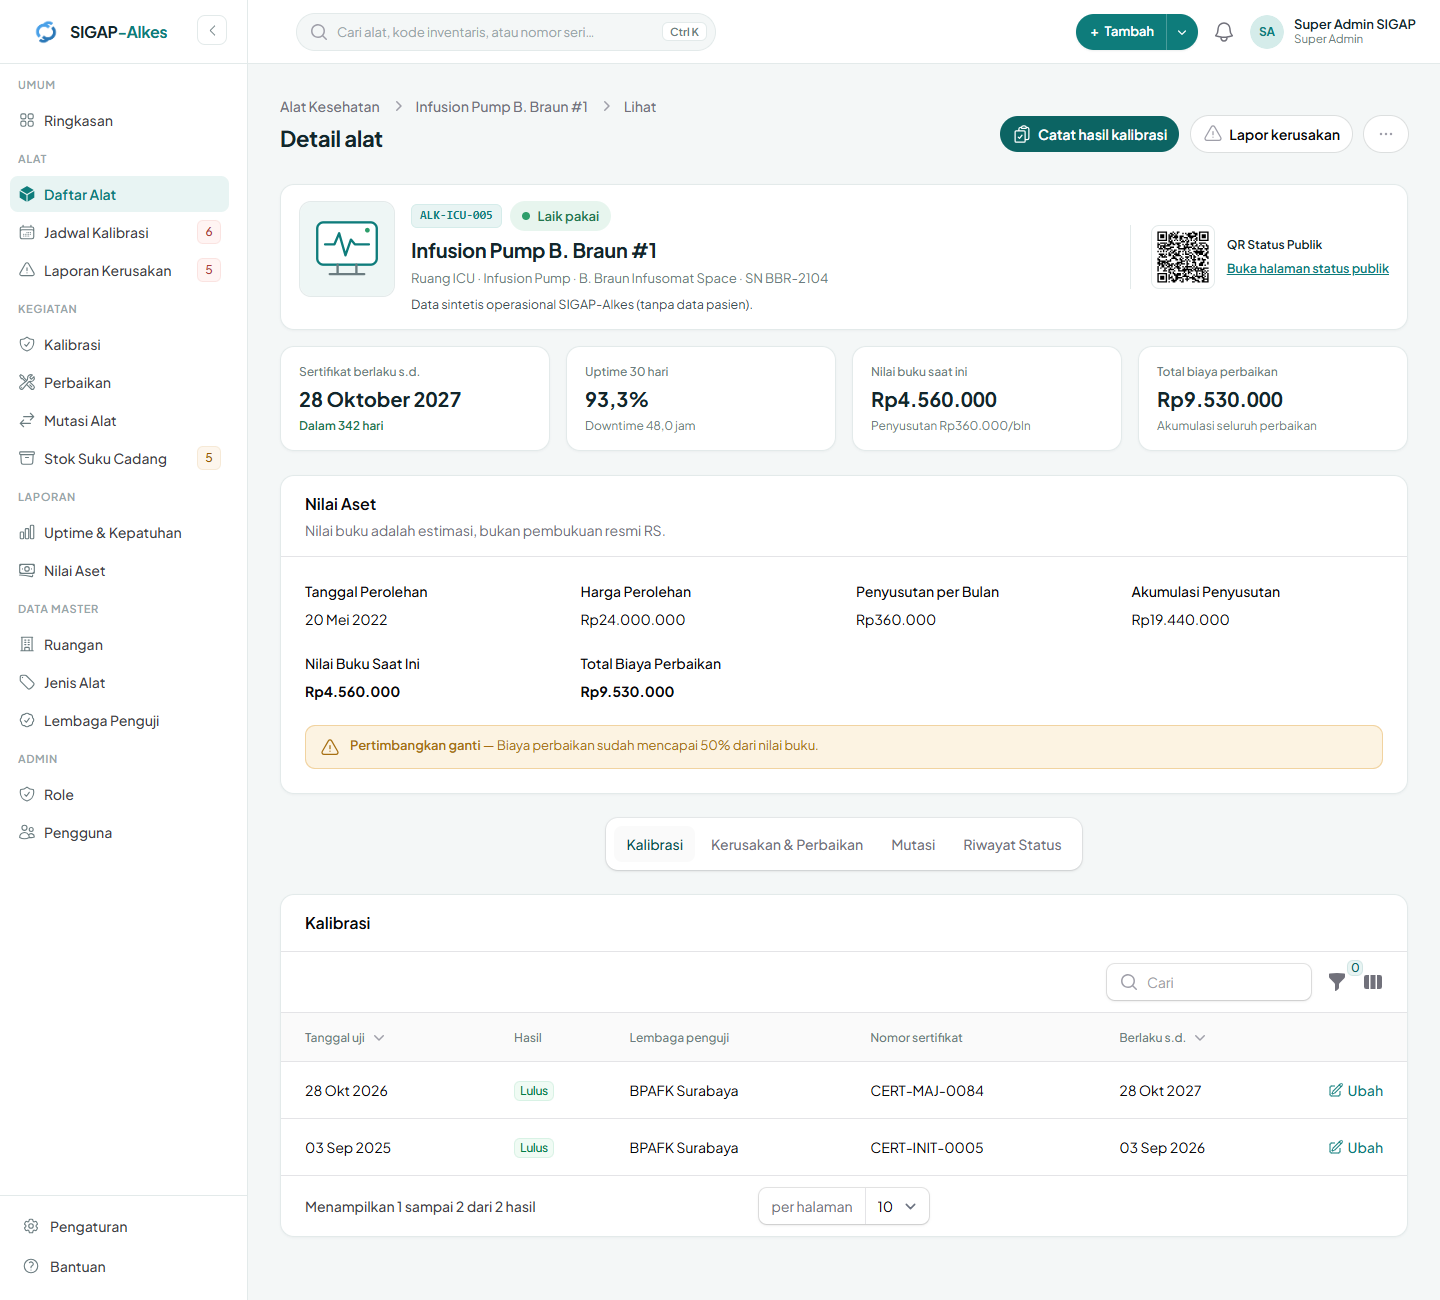 SIGAP-Alkes
Cari alat, kode inventaris, atau nomor seri...
Ctrl K
+ Tambah
SA
Super Admin SIGAP
Super Admin
UMUM
Ringkasan
ALAT
Daftar Alat
Jadwal Kalibrasi
6
Laporan Kerusakan
5
KEGIATAN
Kalibrasi
Perbaikan
Mutasi Alat
Stok Suku Cadang
5
LAPORAN
Uptime & Kepatuhan
Nilai Aset
DATA MASTER
Ruangan
Jenis Alat
Lembaga Penguji
ADMIN
Role
Pengguna
Pengaturan
Bantuan
Alat Kesehatan > Infusion Pump B. Braun #1 > Lihat
Detail alat
Catat hasil kalibrasi
Lapor kerusakan
ALK-ICU-005
Laik pakai
Infusion Pump B. Braun #1
Ruang ICU · Infusion Pump · B. Braun Infusomat Space · SN BBR-2104
Data sintetis operasional SIGAP-Alkes (tanpa data pasien).
QR Status Publik
Buka halaman status publik
Sertifikat berlaku s.d.
28 Oktober 2027
Dalam 342 hari
Uptime 30 hari
93,3%
Downtime 48,0 jam
Nilai buku saat ini
Rp4.560.000
Penyusutan Rp360.000/bln
Total biaya perbaikan
Rp9.530.000
Akumulasi seluruh perbaikan
Nilai Aset
Nilai buku adalah estimasi, bukan pembukuan resmi RS.
Tanggal Perolehan
20 Mei 2022
Harga Perolehan
Rp24.000.000
Penyusutan per Bulan
Rp360.000
Akumulasi Penyusutan
Rp19.440.000
Nilai Buku Saat Ini
Rp4.560.000
Total Biaya Perbaikan
Rp9.530.000
Pertimbangkan ganti — Biaya perbaikan sudah mencapai 50% dari nilai buku.
Kalibrasi
Kerusakan & Perbaikan
Mutasi
Riwayat Status
Kalibrasi
Cari
0
Tanggal uji
Hasil
Lembaga penguji
Nomor sertifikat
Berlaku s.d.
28 Okt 2026
Lulus
BPAFK Surabaya
CERT-MAJ-0084
28 Okt 2027
Ubah
03 Sep 2025
Lulus
BPAFK Surabaya
CERT-INIT-0005
03 Sep 2026
Ubah
Menampilkan 1 sampai 2 dari 2 hasil
per halaman
10